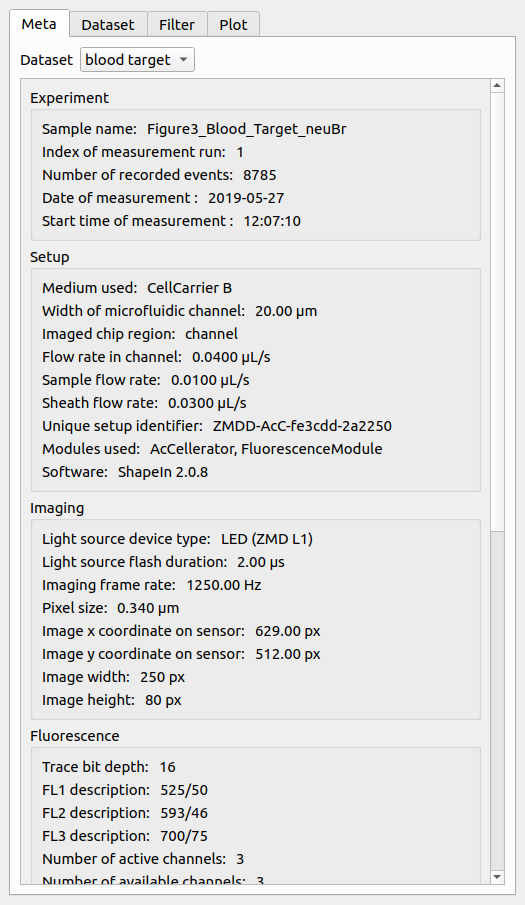 Meta Dataset Filter Plot
Dataset blood target
Experiment
Sample name: Figure3_Blood_Target_neuBr
Index of measurement run: 1
Number of recorded events: 8785
Date of measurement : 2019-05-27
Start time of measurement : 12:07:10
Setup
Medium used: CellCarrier B
Width of microfluidic channel: 20.00 µm
Imaged chip region: channel
Flow rate in channel: 0.0400 µL/s
Sample flow rate: 0.0100 µL/s
Sheath flow rate: 0.0300 µL/s
Unique setup identifier: ZMDD-AcC-fe3cdd-2a2250
Modules used: AcCellerator, FluorescenceModule
Software: ShapeIn 2.0.8
Imaging
Light source device type: LED (ZMD L1)
Light source flash duration: 2.00 µs
Imaging frame rate: 1250.00 Hz
Pixel size: 0.340 µm
Image x coordinate on sensor: 629.00 px
Image y coordinate on sensor: 512.00 px
Image width: 250 px
Image height: 80 px
Fluorescence
Trace bit depth: 16
FL1 description: 525/50
FL2 description: 593/46
FL3 description: 700/75
Number of active channels: 3
Number of available channels: 3